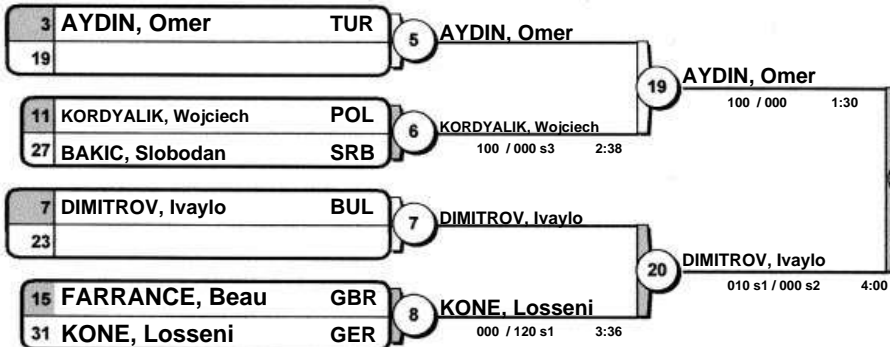 3 AYDIN, Omer TUR
19
5 AYDIN, Omer
11 KORDYALIK, Wojciech POL
27 BAKIC, Slobodan SRB
6 KORDYALIK, Wojciech
100 / 000 s3 2:38
19 AYDIN, Omer
100 / 000 1:30
7 DIMITROV, Ivaylo BUL
23
7 DIMITROV, Ivaylo
15 FARRANCE, Beau GBR
31 KONE, Losseni GER
8 KONE, Losseni
000 / 120 s1 3:36
20 DIMITROV, Ivaylo
010 s1 / 000 s2 4:00